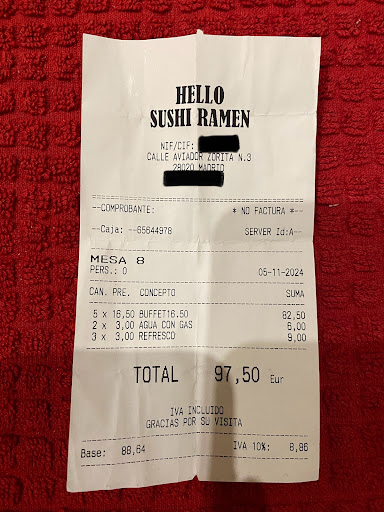 HELLO
SUSHI RAMEN
NIF/CIF:
CALLE AVIADOR ZORITA N.3
28020 MADRID
--COMPROBANTE: * NO FACTURA *---
--Caja: --65644978 SERVER Id:A--
MESA 8
PERS.: 0 05-11-2024
CAN. PRE. CONCEPTO SUMA
5 x 16,50 BUFFET16.50 82,50
2 x 3,00 AGUA CON GAS 6,00
3 x 3,00 REFRESCO 9,00
TOTAL 97,50 Eur
IVA INCLUIDO
GRACIAS POR SU VISITA
Base: 88,64 IVA 10%: 8,86